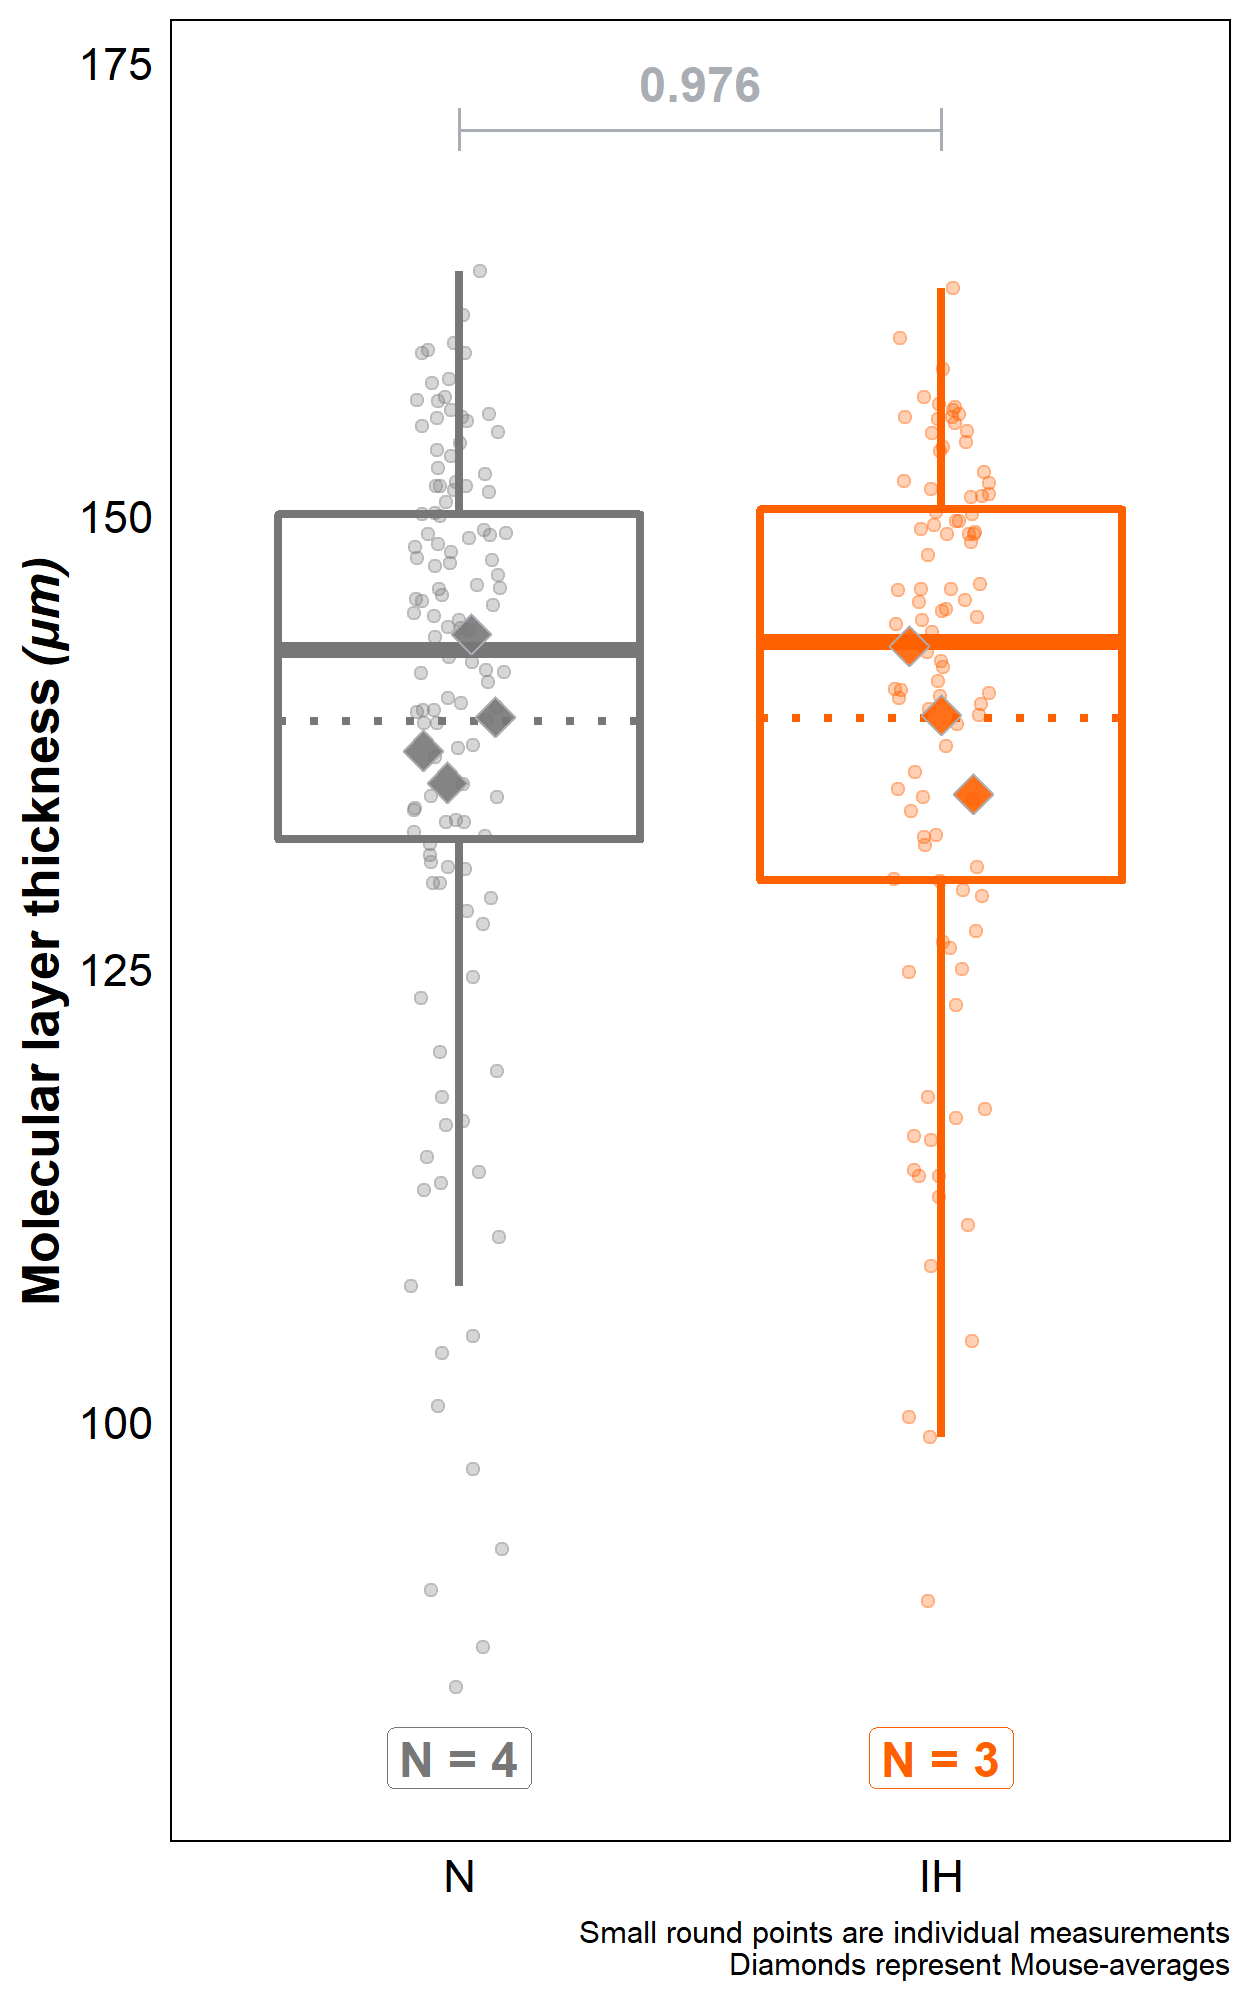 Molecular layer thickness (μm)
175
150
125
100
0.976
N = 4
N = 3
N
IH
Small round points are individual measurements
Diamonds represent Mouse-averages